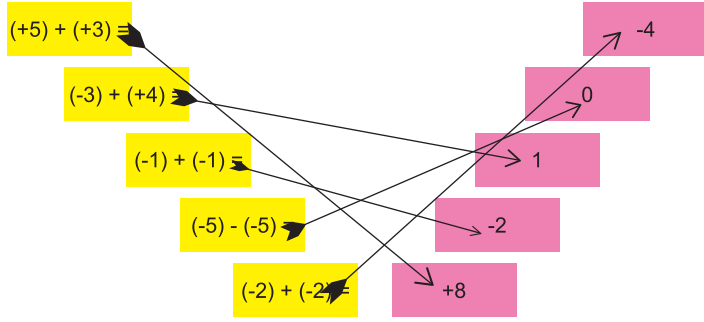 (+5) + (+3) = -4
(-3) + (+4) = 0
(-1) + (-1) = 1
(-5) - (-5) -2
(-2) + (-2) = +8